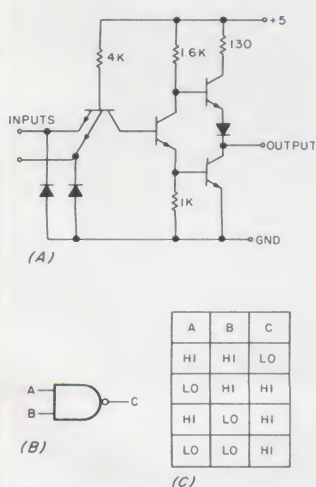 +5
4K
1.6K
130
INPUTS
OUTPUT
1K
GND
(A)
A
B
C
(B)
A B C
HI HI LO
LO HI HI
HI LO HI
LO LO HI
(C)